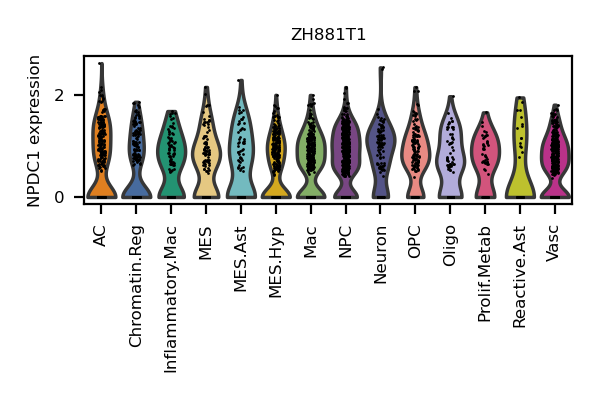 ZH881T1
NPDC1 expression
2
0
AC
Chromatin.Reg
Inflammatory.Mac
MES
MES.Ast
MES.Hyp
Mac
NPC
Neuron
OPC
Oligo
Prolif.Metab
Reactive.Ast
Vasc